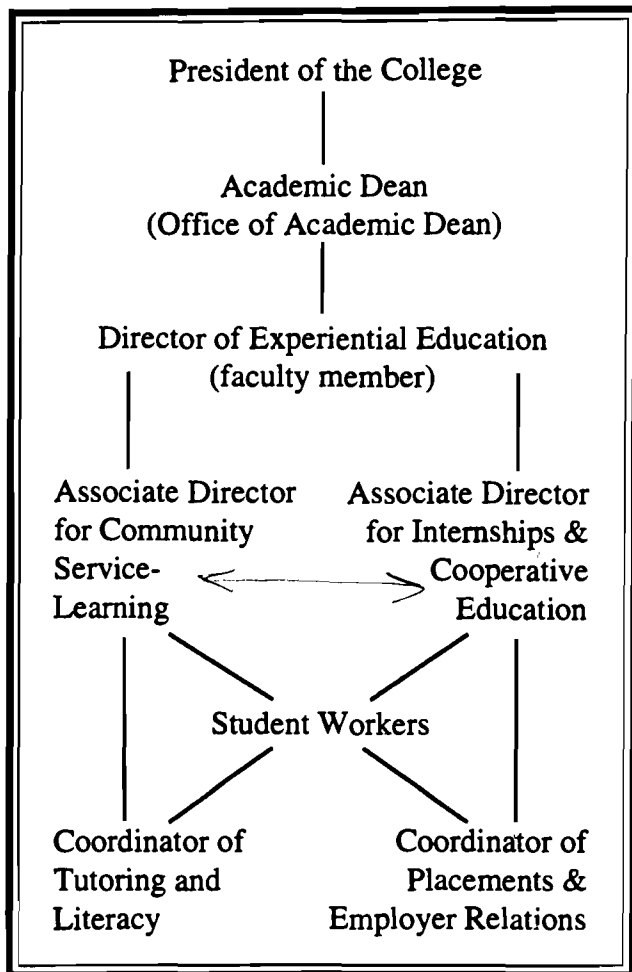 President of the College
Academic Dean
(Office of Academic Dean)
Director of Experiential Education
(faculty member)
Associate Director
for Community
Service-
Learning
Associate Director
for Internships &
Cooperative
Education
Student Workers
Coordinator of
Tutoring and
Literacy
Coordinator of
Placements &
Employer Relations